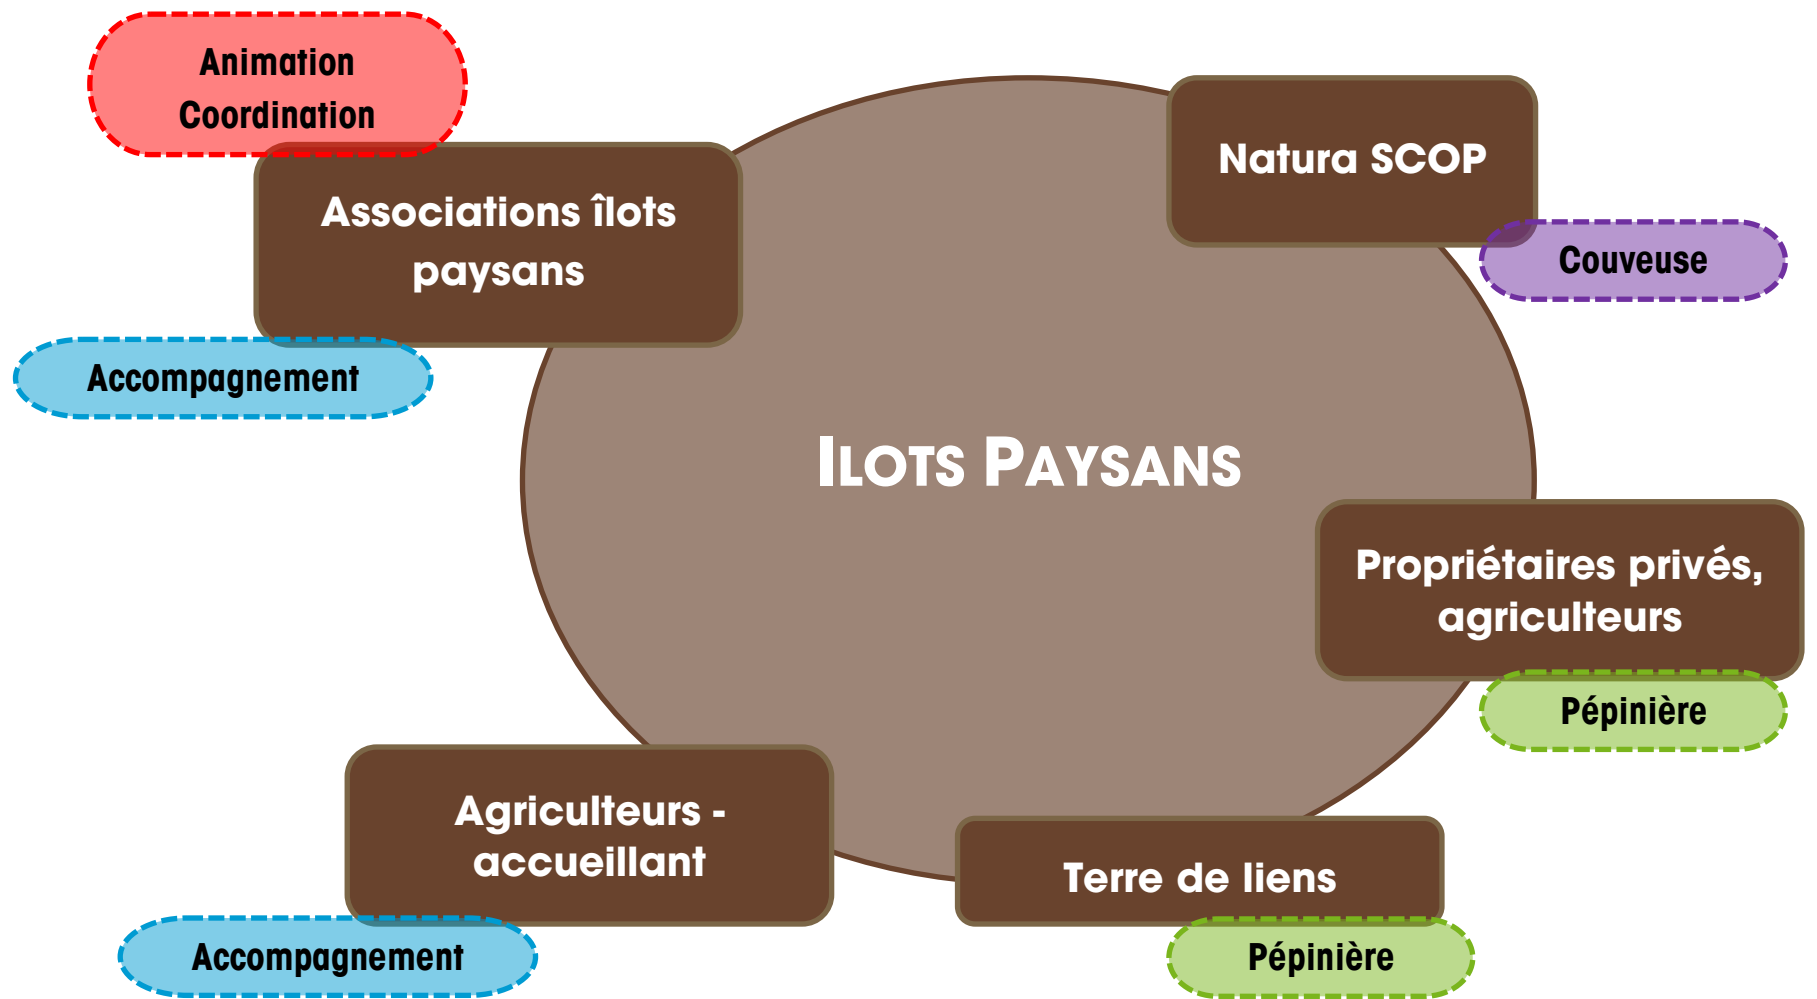 Animation
Coordination
Associations îlots
paysans
Accompagnement
Natura SCOP
Couveuse
ILOTS PAYSANS
Propriétaires privés,
agriculteurs
Pépinière
Agriculteurs -
accueillant
Accompagnement
Terre de liens
Pépinière